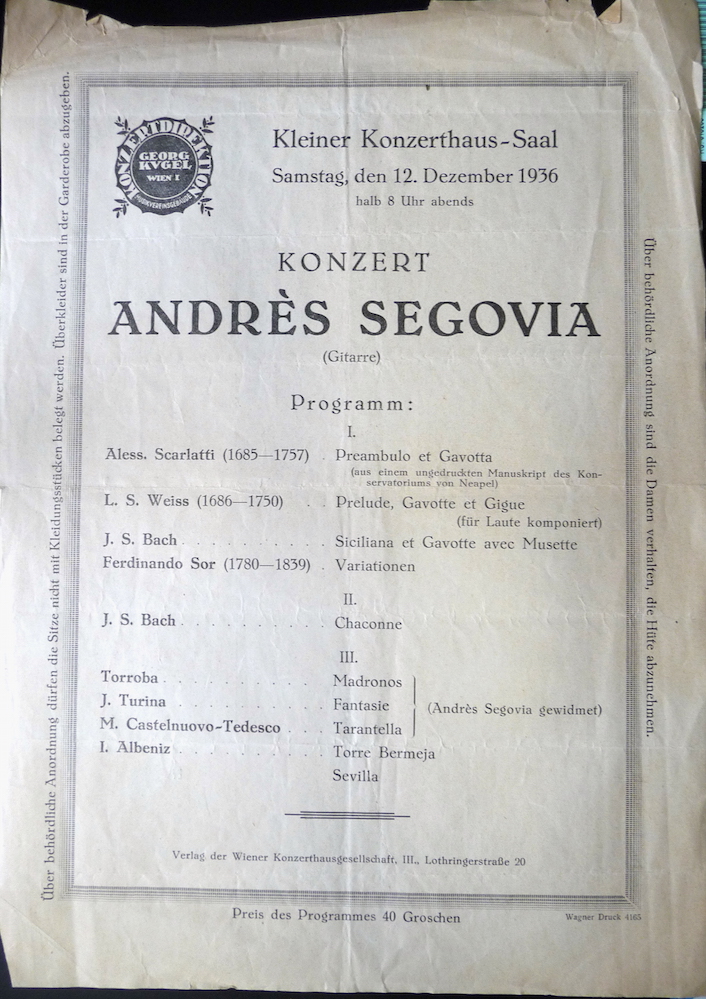 Über behördliche Anordnung dürfen die Sitze nicht mit Kleidungsstücken belegt werden. Überkleider sind in der Garderobe abzugeben.
KONZERTDIREKTION
GEORG
KVGEL
WIEN I
MUSIKVEREINSGEBÄUDE
Kleiner Konzerthaus-Saal
Samstag, den 12. Dezember 1936
halb 8 Uhr abends
KONZERT
ANDRÈS SEGOVIA
(Gitarre)
Programm:
I.
Aless. Scarlatti (1685—1757) . Preambulo et Gavotta
(aus einem ungedruckten Manuskript des Kon-
servatoriums von Neapel)
L. S. Weiss (1686—1750) . . Prelude, Gavotte et Gigue
(für Laute komponiert)
J. S. Bach . . . . . . . . . . Siciliana et Gavotte avec Musette
Ferdinando Sor (1780—1839) . Variationen
II.
J. S. Bach . . . . . . . . . . Chaconne
III.
Torroba . . . . . . . . . . Madronos
J. Turina . . . . . . . . . . Fantasie (Andrès Segovia gewidmet)
M. Castelnuovo-Tedesco . . . Tarantella
I. Albeniz . . . . . . . . . . Torre Bermeja
Sevilla
Verlag der Wiener Konzerthausgesellschaft, III., Lothringerstraße 20
Preis des Programmes 40 Groschen
Wagner Druck 4165
Über behördliche Anordnung sind die Damen verhalten, die Hüte abzunehmen.